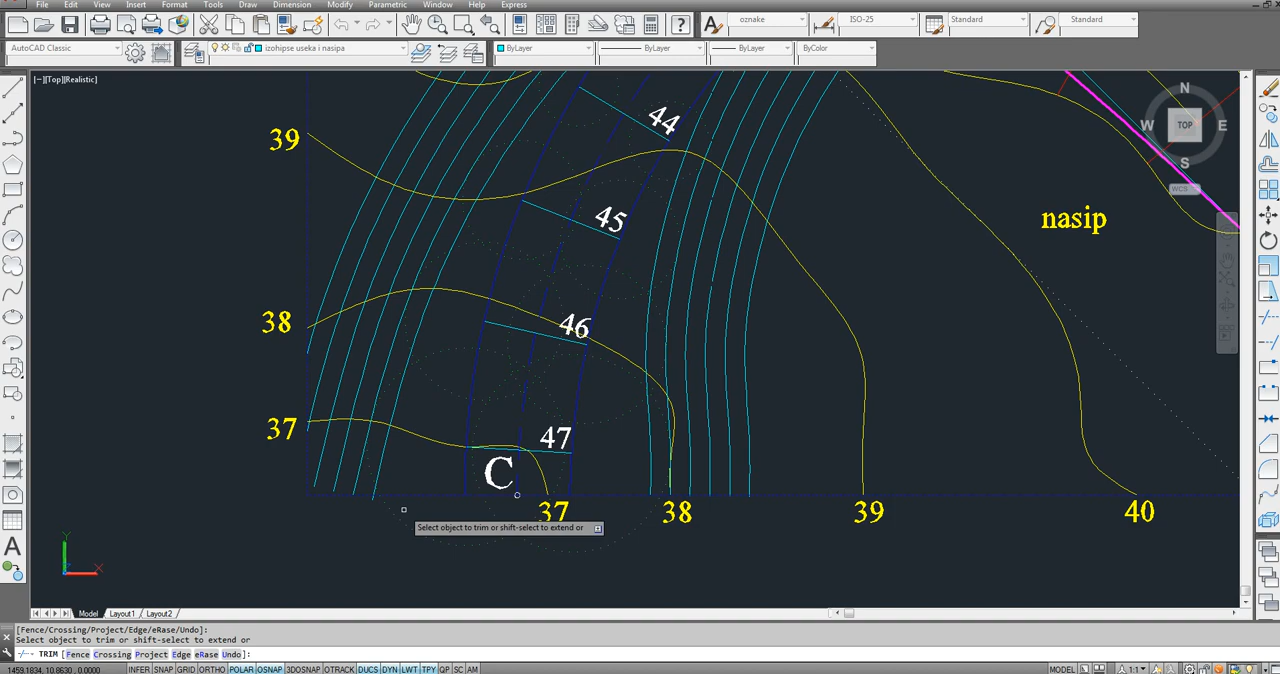 File Edit View Insert Format Tools Draw Dimension Modify Parametric Window Help Express
oznake ISO-25 Standard Standard
AutoCAD Classic izohipse useka i nasipa ByLayer ByLayer ByLayer ByColor
[−][Top][Realistic]
N
W TOP E
S
WCS
44
39
45
nasip
38
46
37
47
C
37 38 39 40
Select object to trim or shift-select to extend or
Y
X
Model Layout1 Layout2
[Fence/Crossing/Project/Edge/eRase/Undo]:
Select object to trim or shift-select to extend or
TRIM [Fence Crossing Project Edge eRase Undo]:
1459.1834, 10.8630, 0.0000 INFER SNAP GRID ORTHO POLAR OSNAP 3DOSNAP OTRACK DUCS DYN LWT TPY QP SC AM MODEL 1:1